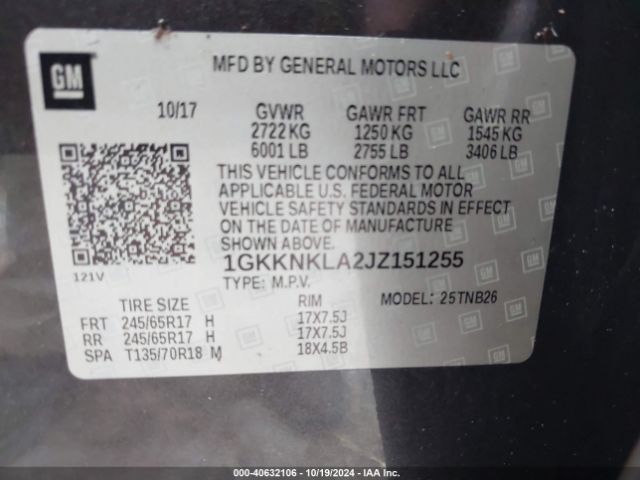 GM
MFD BY GENERAL MOTORS LLC
10/17 GVWR GAWR FRT GAWR RR
2722 KG 1250 KG 1545 KG
6001 LB 2755 LB 3406 LB
THIS VEHICLE CONFORMS TO ALL
APPLICABLE U.S. FEDERAL MOTOR
VEHICLE SAFETY STANDARDS IN EFFECT
ON THE DATE OF MANUFACTURE
SHOWN ABOVE.
121V
1GKKNKLA2JZ151255
TYPE: M.P.V. MODEL: 25TNB26
TIRE SIZE RIM
FRT 245/65R17 H 17X7.5J
RR 245/65R17 H 17X7.5J
SPA T135/70R18 M 18X4.5B
000-40632106 / 10/19/2024 - IAA Inc.